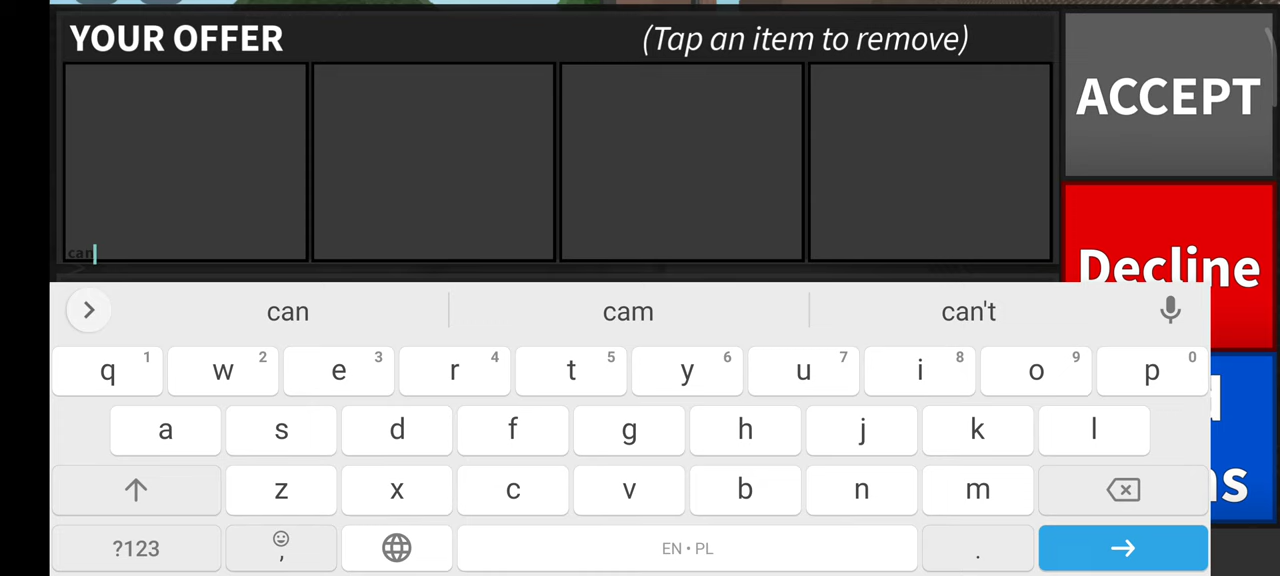 YOUR OFFER
(Tap an item to remove)
ACCEPT
can
Decline
can
cam
can't
q 1 w 2 e 3 r 4 t 5 y 6 u 7 i 8 o 9 p 0
a s d f g h j k l
z x c v b n m
?123 , EN • PL .